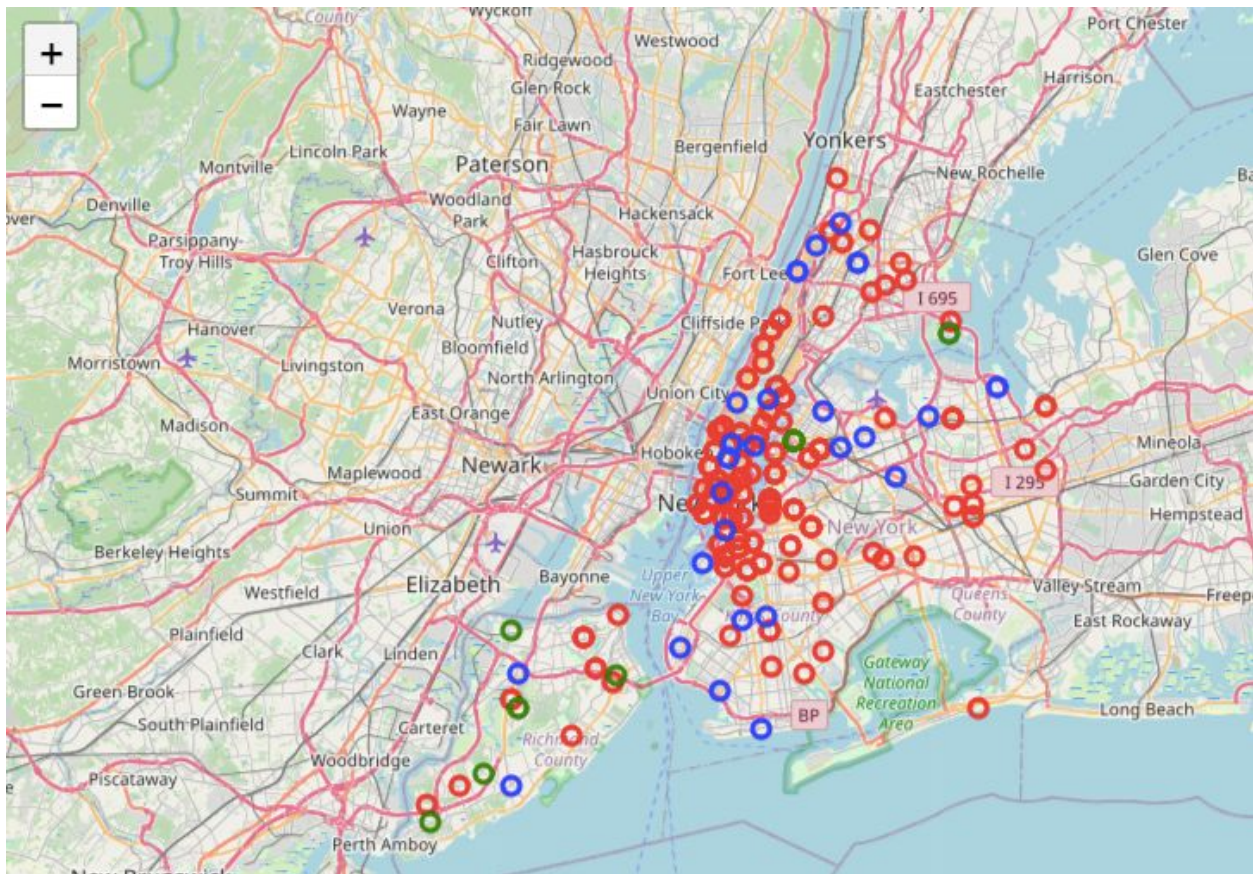 County
Wyckoff
Port Chester
Westwood
+
Ridgewood
Harrison
Glen Rock
Eastchester
−
Wayne
Fair Lawn
Yonkers
Lincoln Park
Bergenfield
Montville
Paterson
New Rochelle
Denville
Woodland
Park
Hackensack
Parsippany-
Troy Hills
Hasbrouck
Heights
Clifton
Fort Lee
Glen Cove
I 695
Verona
Nutley
Cliffside
Hanover
Bloomfield
Morristown
Livingston
North Arlington
Union City
Madison
East Orange
Mineola
Maplewood
Newark
Hoboken
Summit
I 295
Garden City
Union
New York
Hempstead
Berkeley Heights
Elizabeth
Bayonne
Upper
New York
Bay
Queens
County
Valley Stream
Westfield
East Rockaway
Plainfield
Clark
Linden
County
Green Brook
Gateway
National
Recreation
Area
South Plainfield
Carteret
BP
Long Beach
Richmond
County
Woodbridge
Piscataway
Perth Amboy
New Brunswick